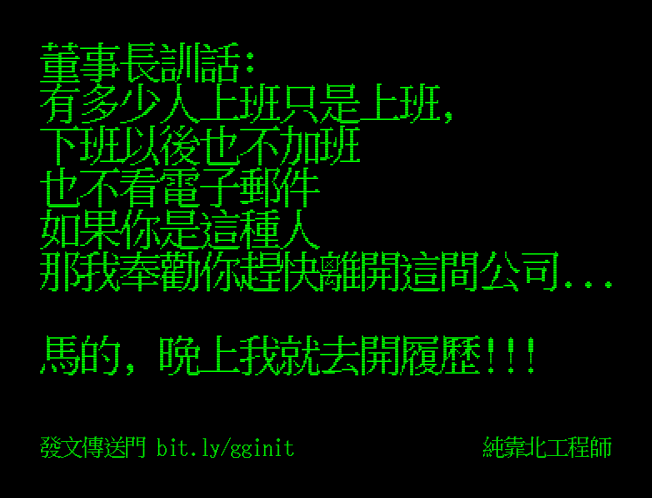 董事長訓話:
有多少人上班只是上班,
下班以後也不加班
也不看電子郵件
如果你是這種人
那我奉勸你趕快離開這間公司...
馬的, 晚上我就去開履歷!!!
發文傳送門 bit.ly/gginit
純靠北工程師